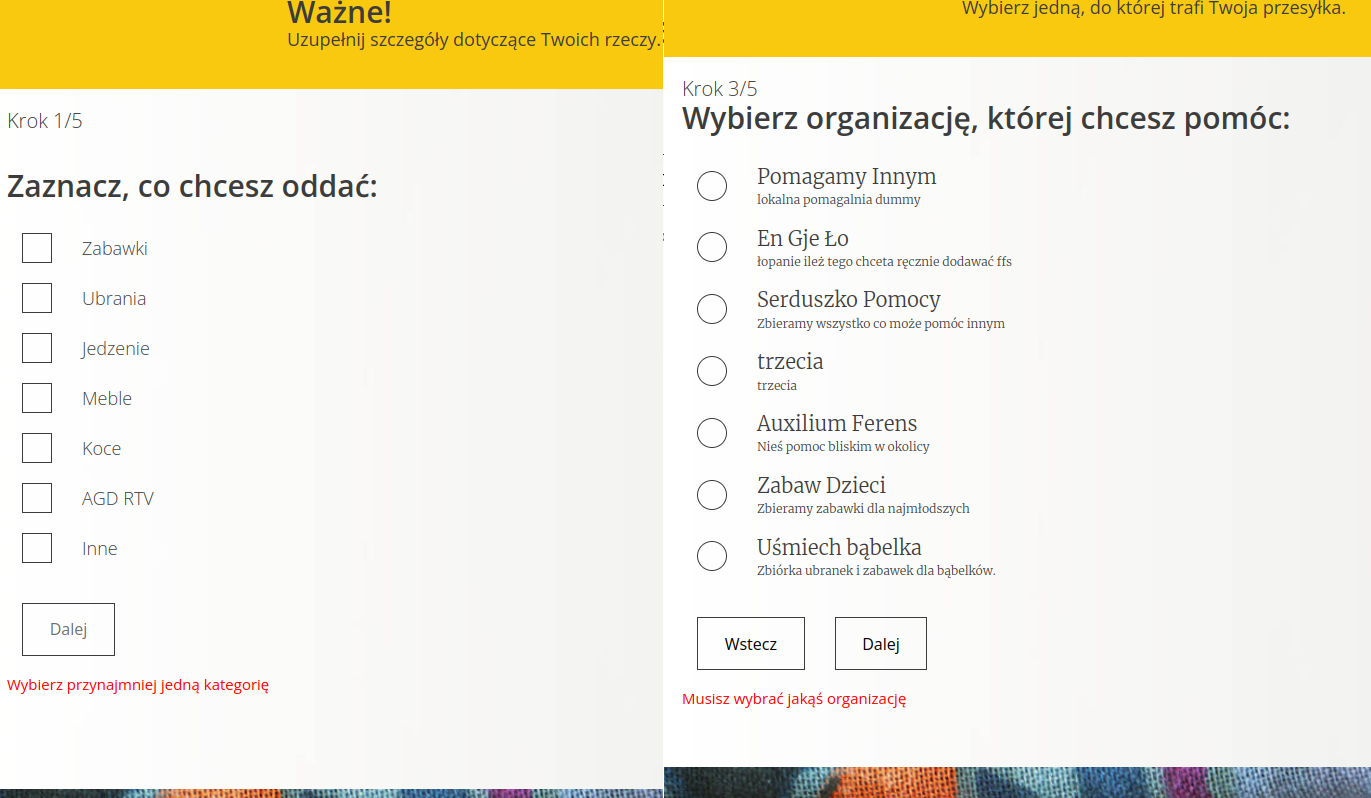 Ważne!
Uzupełnij szczegóły dotyczące Twoich rzeczy.
Krok 1/5
Zaznacz, co chcesz oddać:
Zabawki
Ubrania
Jedzenie
Meble
Koce
AGD RTV
Inne
Dalej
Wybierz przynajmniej jedną kategorię
Wybierz jedną, do której trafi Twoja przesyłka.
Krok 3/5
Wybierz organizację, której chcesz pomóc:
Pomagamy Innym
lokalna pomagalnia dummy
En Gje Ło
łopanie ileż tego chceta ręcznie dodawać ffs
Serduszko Pomocy
Zbieramy wszystko co może pomóc innym
trzecia
trzecia
Auxilium Ferens
Nieś pomoc bliskim w okolicy
Zabaw Dzieci
Zbieramy zabawki dla najmłodszych
Uśmiech bąbelka
Zbiórka ubranek i zabawek dla bąbelków.
Wstecz Dalej
Musisz wybrać jakąś organizację